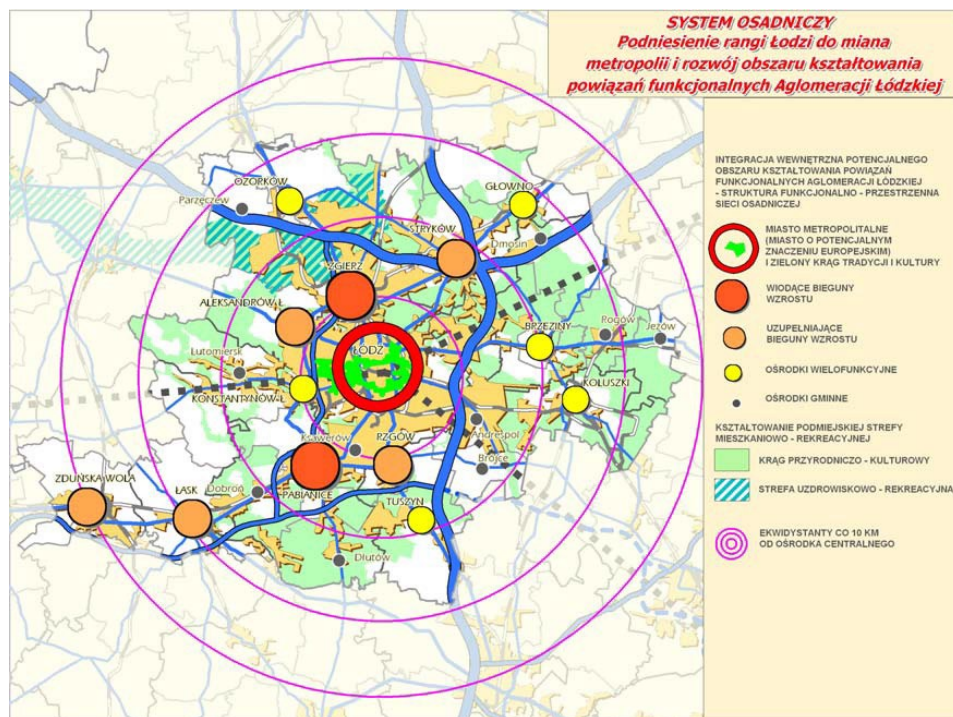 SYSTEM OSADNICZY
Podniesienie rangi Łodzi do miana
metropolii i rozwój obszaru kształtowania
powiązań funkcjonalnych Aglomeracji Łódzkiej
INTEGRACJA WEWNĘTRZNA POTENCJALNEGO
OBSZARU KSZTAŁTOWANIA POWIĄZAŃ
FUNKCJONALNYCH AGLOMERACJI ŁÓDZKIEJ
- STRUKTURA FUNKCJONALNO - PRZESTRZENNA
SIECI OSADNICZEJ
MIASTO METROPOLITALNE
(MIASTO O POTENCJALNYM
ZNACZENIU EUROPEJSKIM)
I ZIELONY KRĄG TRADYCJI I KULTURY
WIODĄCE BIEGUNY
WZROSTU
UZUPEŁNIAJĄCE
BIEGUNY WZROSTU
OŚRODKI WIELOFUNKCYJNE
OŚRODKI GMINNE
KSZTAŁTOWANIE PODMIEJSKIEJ STREFY
MIESZKANIOWO - REKREACYJNEJ
KRĄG PRZYRODNICZO - KULTUROWY
STREFA UZDROWISKOWO - REKREACYJNA
EKWIDYSTANTY CO 10 KM
OD OŚRODKA CENTRALNEGO
OZORKÓW
GŁOWNO
Parzęczew
STRYKÓW
Dmosin
ZGIERZ
ALEKSANDRÓW Ł.
BRZEZINY
Rogów
Jeżów
ŁÓDŹ
Lutomiersk
KONSTANTYNÓW Ł.
KOLUSZKI
Andrespol
Ksawerów
RZGÓW
Brójce
ZDUŃSKA WOLA
ŁASK
Dobroń
PABIANICE
TUSZYN
Dłutów